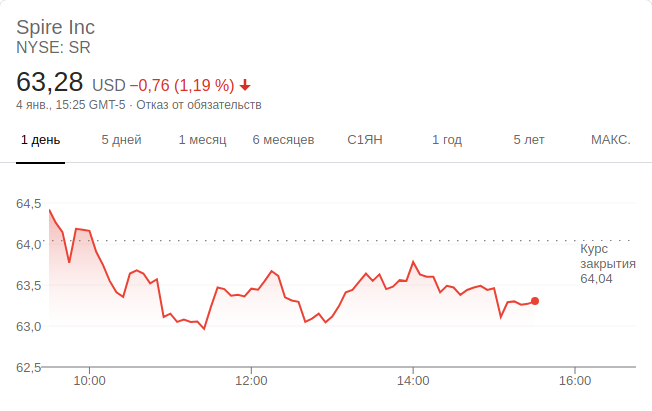 Spire Inc
NYSE: SR
63,28 USD −0,76 (1,19 %)
4 янв., 15:25 GMT-5 · Отказ от обязательств
1 день 5 дней 1 месяц 6 месяцев С1ЯН 1 год 5 лет МАКС.
64,5
64,0
Курс
закрытия
64,04
63,5
63,0
62,5
10:00 12:00 14:00 16:00